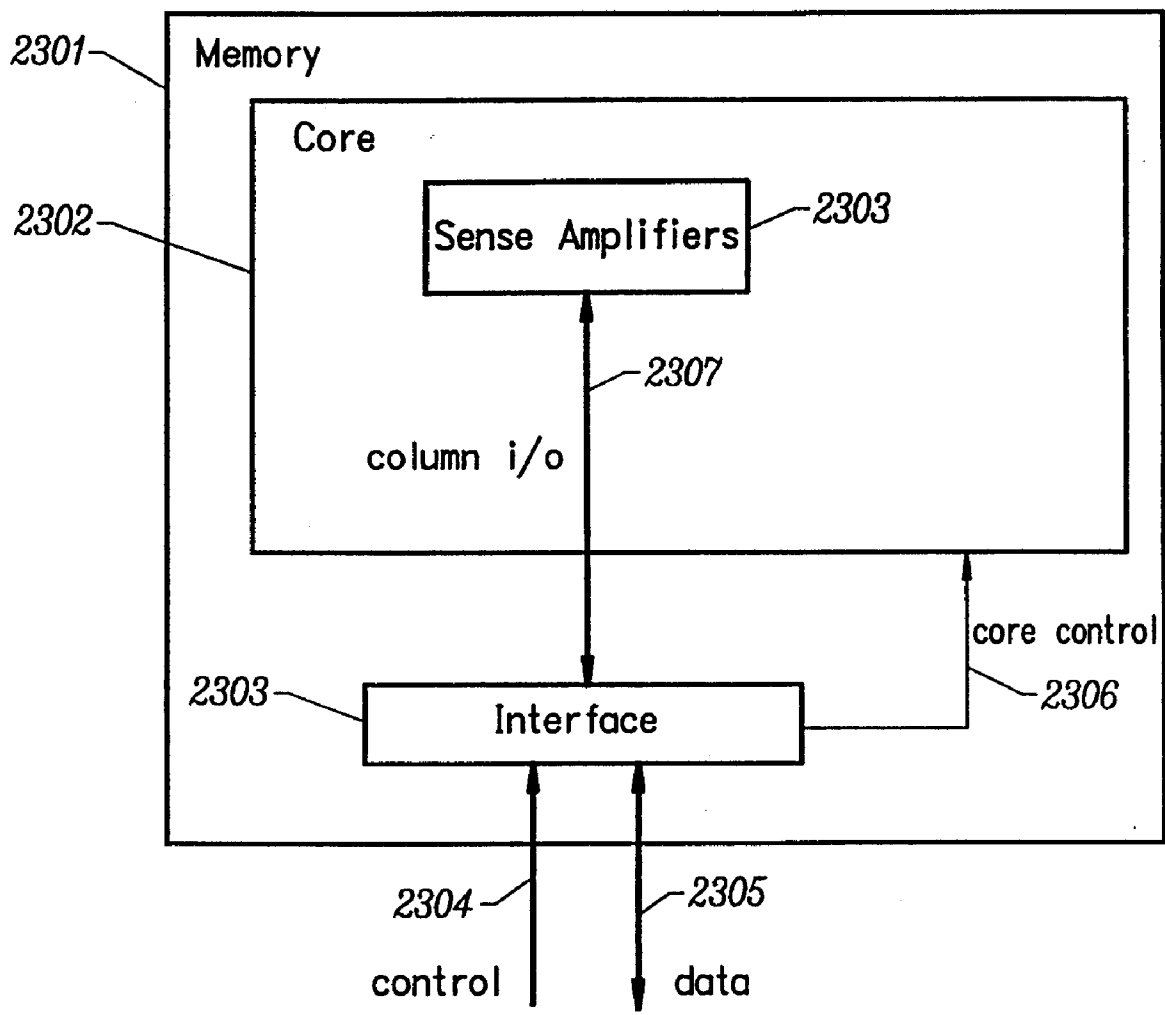 2301
Memory
Core
2302
2303
Sense Amplifiers
2307
column i/o
core control
2303
2306
Interface
2304
2305
control
data